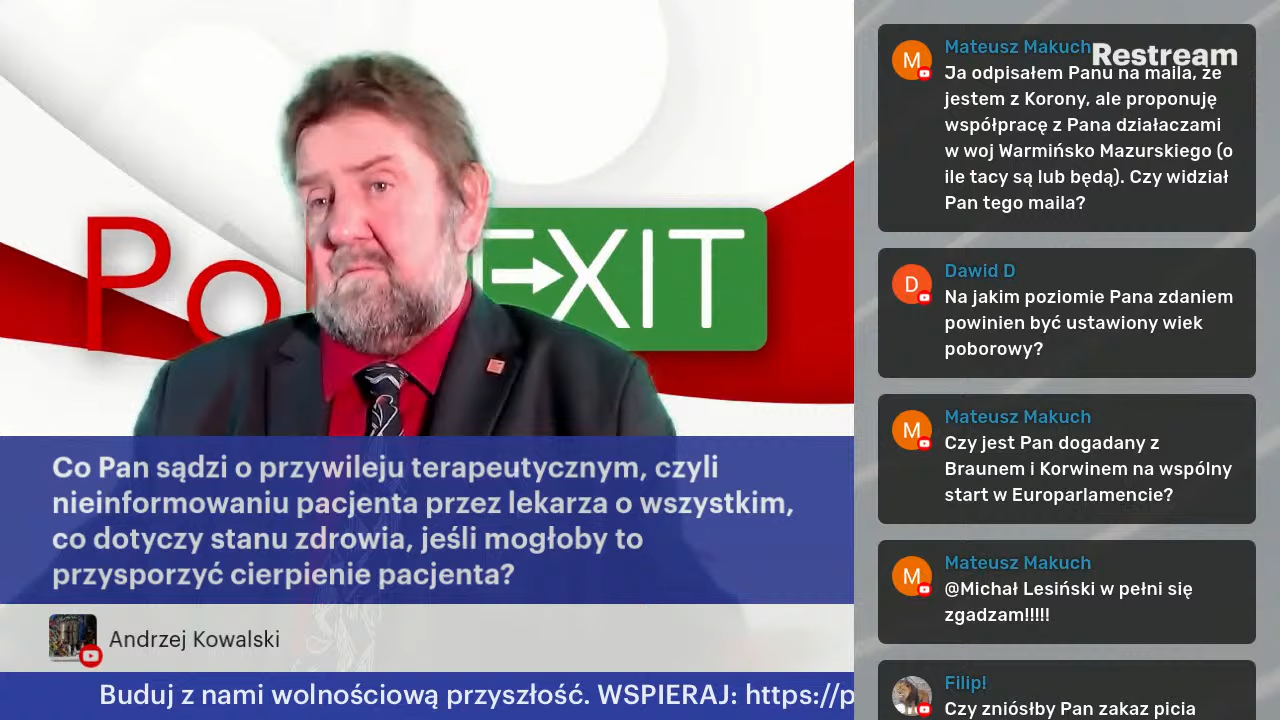 Po EXIT
Co Pan sądzi o przywileju terapeutycznym, czyli
nieinformowaniu pacjenta przez lekarza o wszystkim,
co dotyczy stanu zdrowia, jeśli mogłoby to
przysporzyć cierpienie pacjenta?
Andrzej Kowalski
Buduj z nami wolnościową przyszłość. WSPIERAJ: https://p
Restream
M
Mateusz Makuch
Ja odpisałem Panu na maila, że
jestem z Korony, ale proponuję
współpracę z Pana działaczami
w woj Warmińsko Mazurskiego (o
ile tacy są lub będą). Czy widział
Pan tego maila?
D
Dawid D
Na jakim poziomie Pana zdaniem
powinien być ustawiony wiek
poborowy?
M
Mateusz Makuch
Czy jest Pan dogadany z
Braunem i Korwinem na wspólny
start w Europarlamencie?
M
Mateusz Makuch
@Michał Lesiński w pełni się
zgadzam!!!!!
Filip!
Czy zniósłby Pan zakaz picia